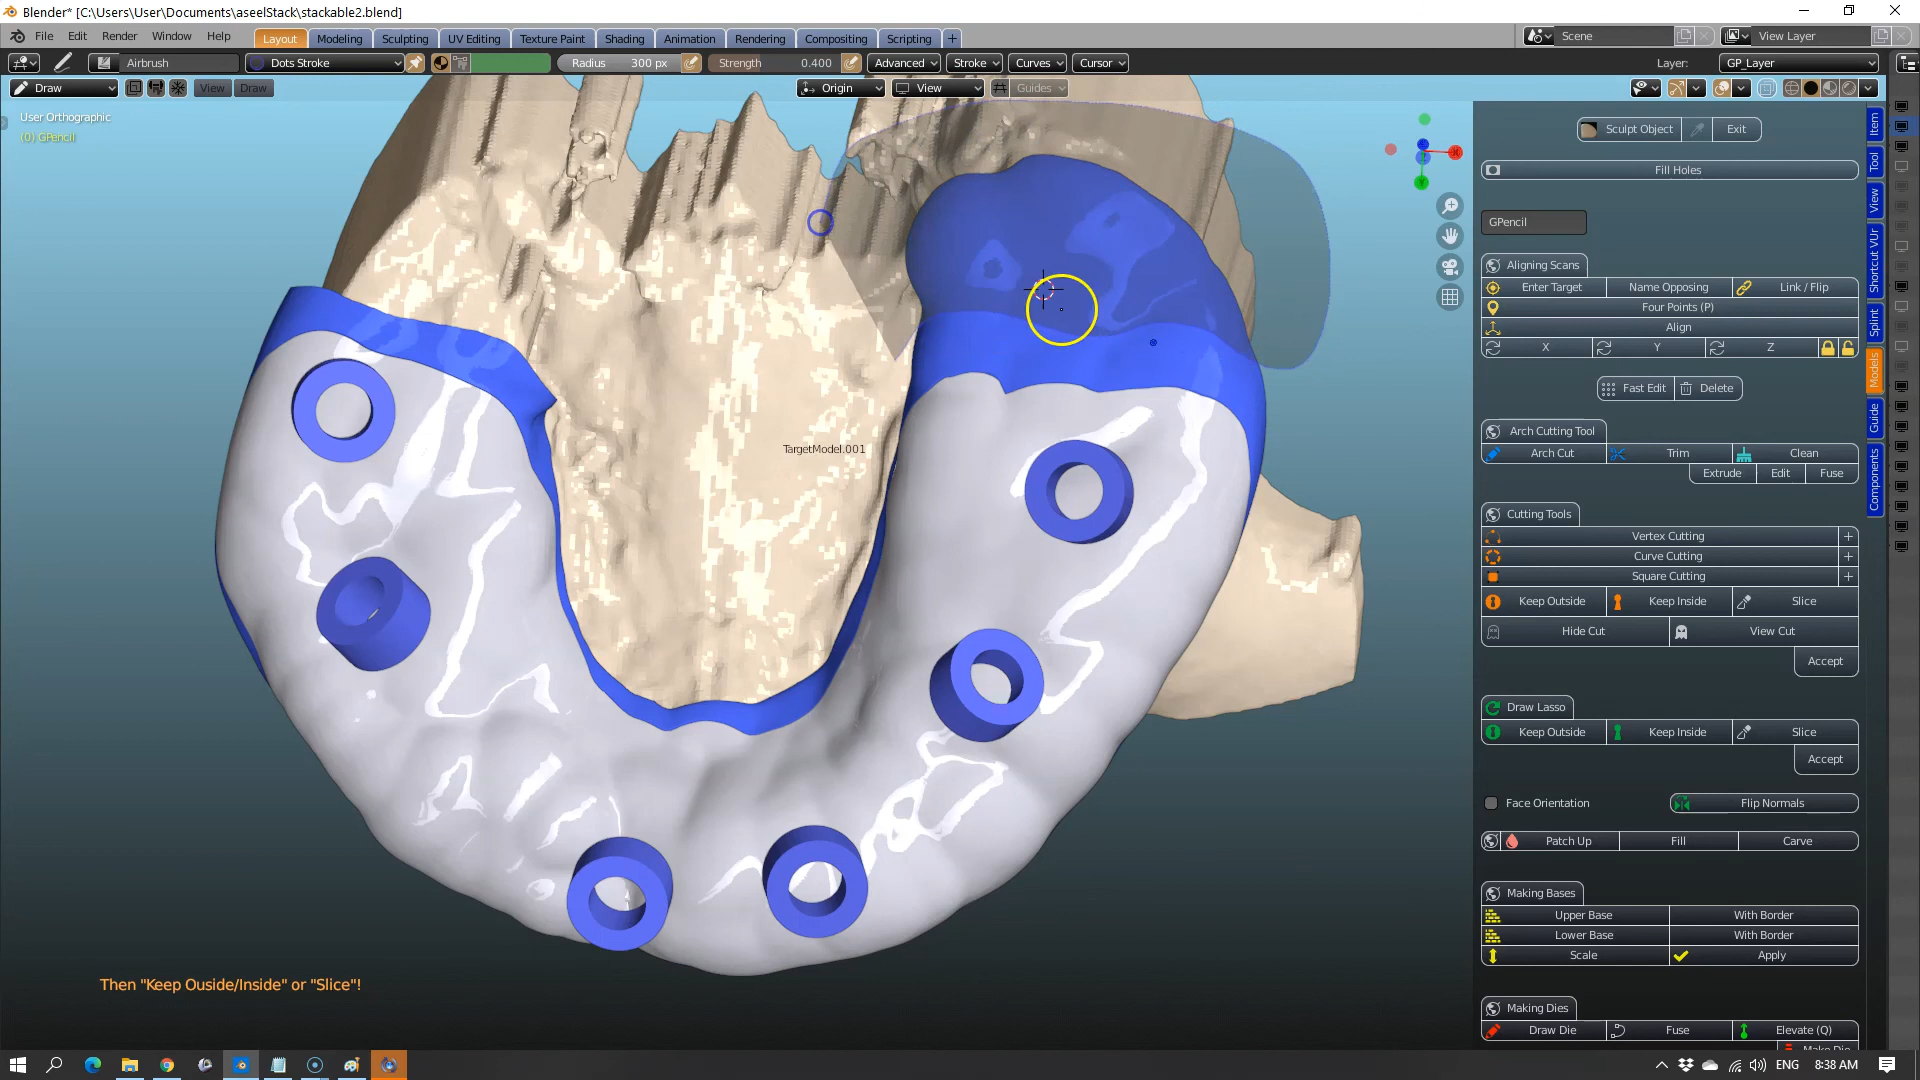 Blender* [C:\Users\User\Documents\aseelStack\stackable2.blend]
File Edit Render Window Help Layout Modeling Sculpting UV Editing Texture Paint Shading Animation Rendering Compositing Scripting + Scene View Layer
Airbrush Dots Stroke Radius 300 px Strength 0.400 Advanced Stroke Curves Cursor Layer: GP_Layer
Draw View Draw Origin View Guides
User Orthographic
(0) GPencil
TargetModel.001
Then "Keep Ouside/Inside" or "Slice"!
Sculpt Object Exit
Fill Holes
GPencil
Aligning Scans
Enter Target Name Opposing Link / Flip
Four Points (P)
Align
X Y Z
Fast Edit Delete
Arch Cutting Tool
Arch Cut Trim Clean
Extrude Edit Fuse
Cutting Tools
Vertex Cutting +
Curve Cutting +
Square Cutting +
Keep Outside Keep Inside Slice
Hide Cut View Cut
Accept
Draw Lasso
Keep Outside Keep Inside Slice
Accept
Face Orientation Flip Normals
Patch Up Fill Carve
Making Bases
Upper Base With Border
Lower Base With Border
Scale Apply
Making Dies
Draw Die Fuse Elevate (Q)
Make Die
Item
Tool
View
Shortcut VUr
Splint
Models
Guide
Components
X
Y
ENG 8:38 AM